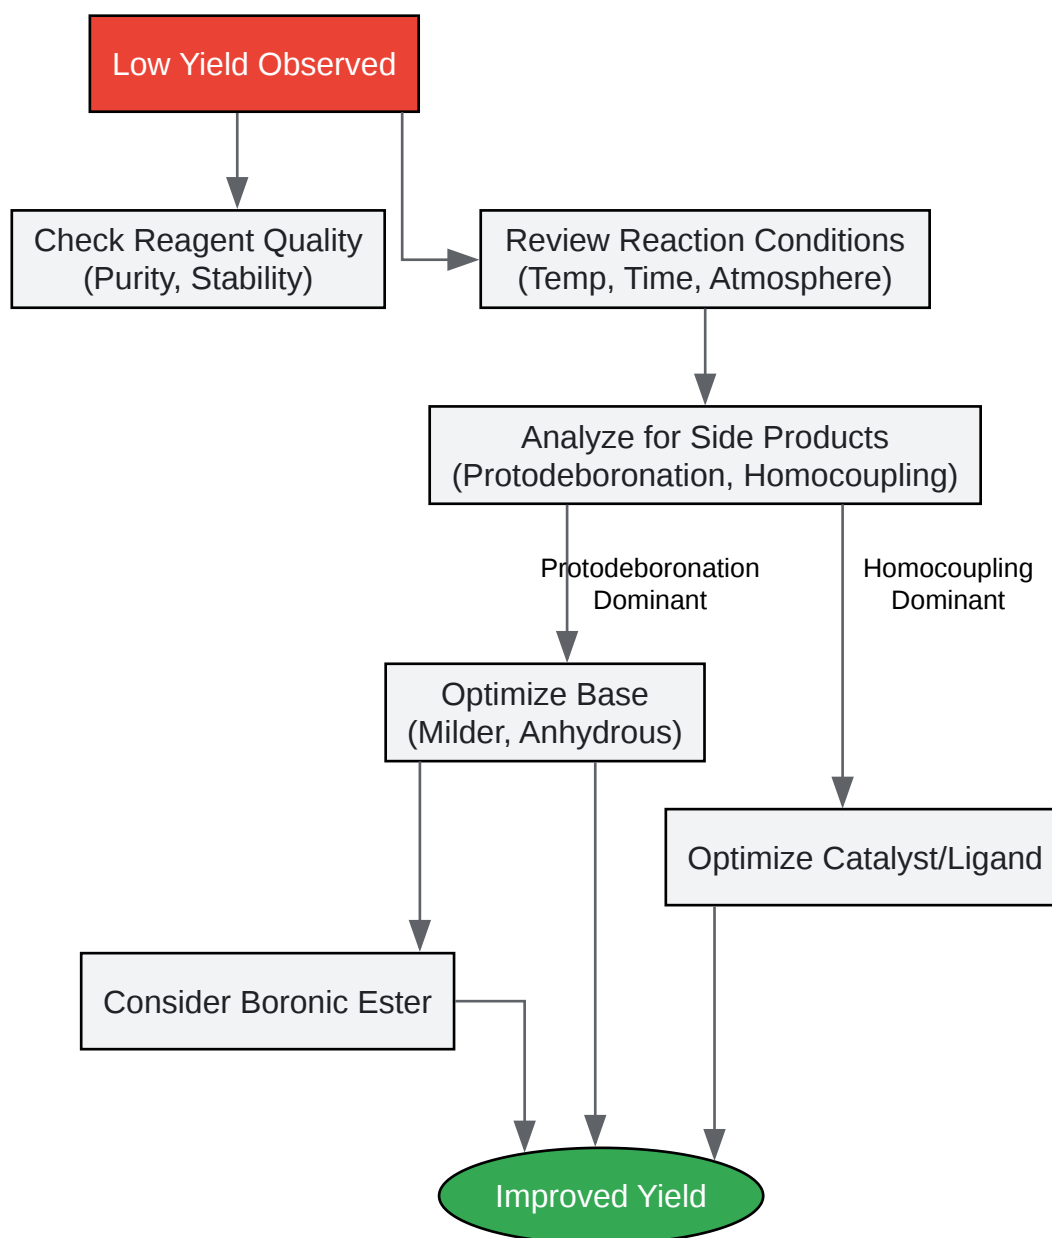 Low Yield Observed
Check Reagent Quality
(Purity, Stability)
Review Reaction Conditions
(Temp, Time, Atmosphere)
Analyze for Side Products
(Protodeboronation, Homocoupling)
Protodeboronation
Dominant
Homocoupling
Dominant
Optimize Base
(Milder, Anhydrous)
Optimize Catalyst/Ligand
Consider Boronic Ester
Improved Yield